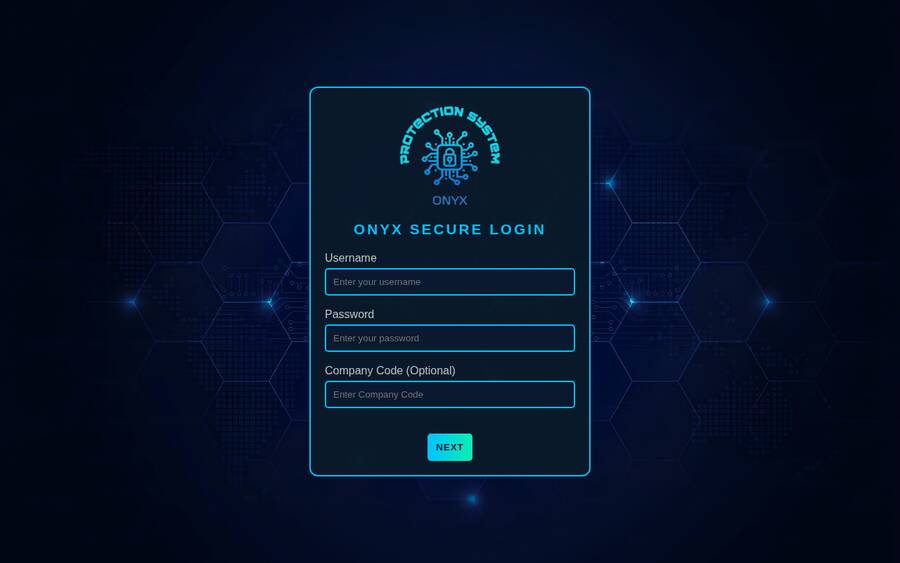 PROTECTION SYSTEM
ONYX
ONYX SECURE LOGIN
Username
Enter your username
Password
Enter your password
Company Code (Optional)
Enter Company Code
NEXT